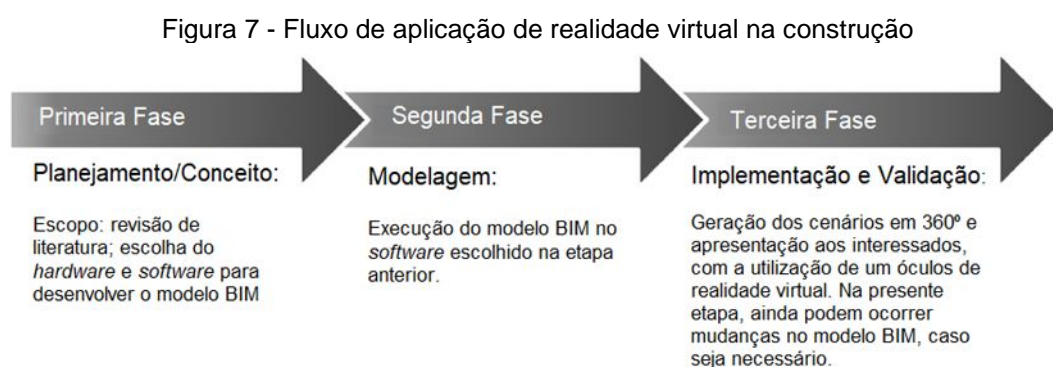 Figura 7 - Fluxo de aplicação de realidade virtual na construção
Primeira Fase
Planejamento/Conceito:
Escopo: revisão de
literatura; escolha do
hardware e software para
desenvolver o modelo BIM
Segunda Fase
Modelagem:
Execução do modelo BIM no
software escolhido na etapa
anterior.
Terceira Fase
Implementação e Validação:
Geração dos cenários em 360º e
apresentação aos interessados,
com a utilização de um óculos de
realidade virtual. Na presente
etapa, ainda podem ocorrer
mudanças no modelo BIM, caso
seja necessário.